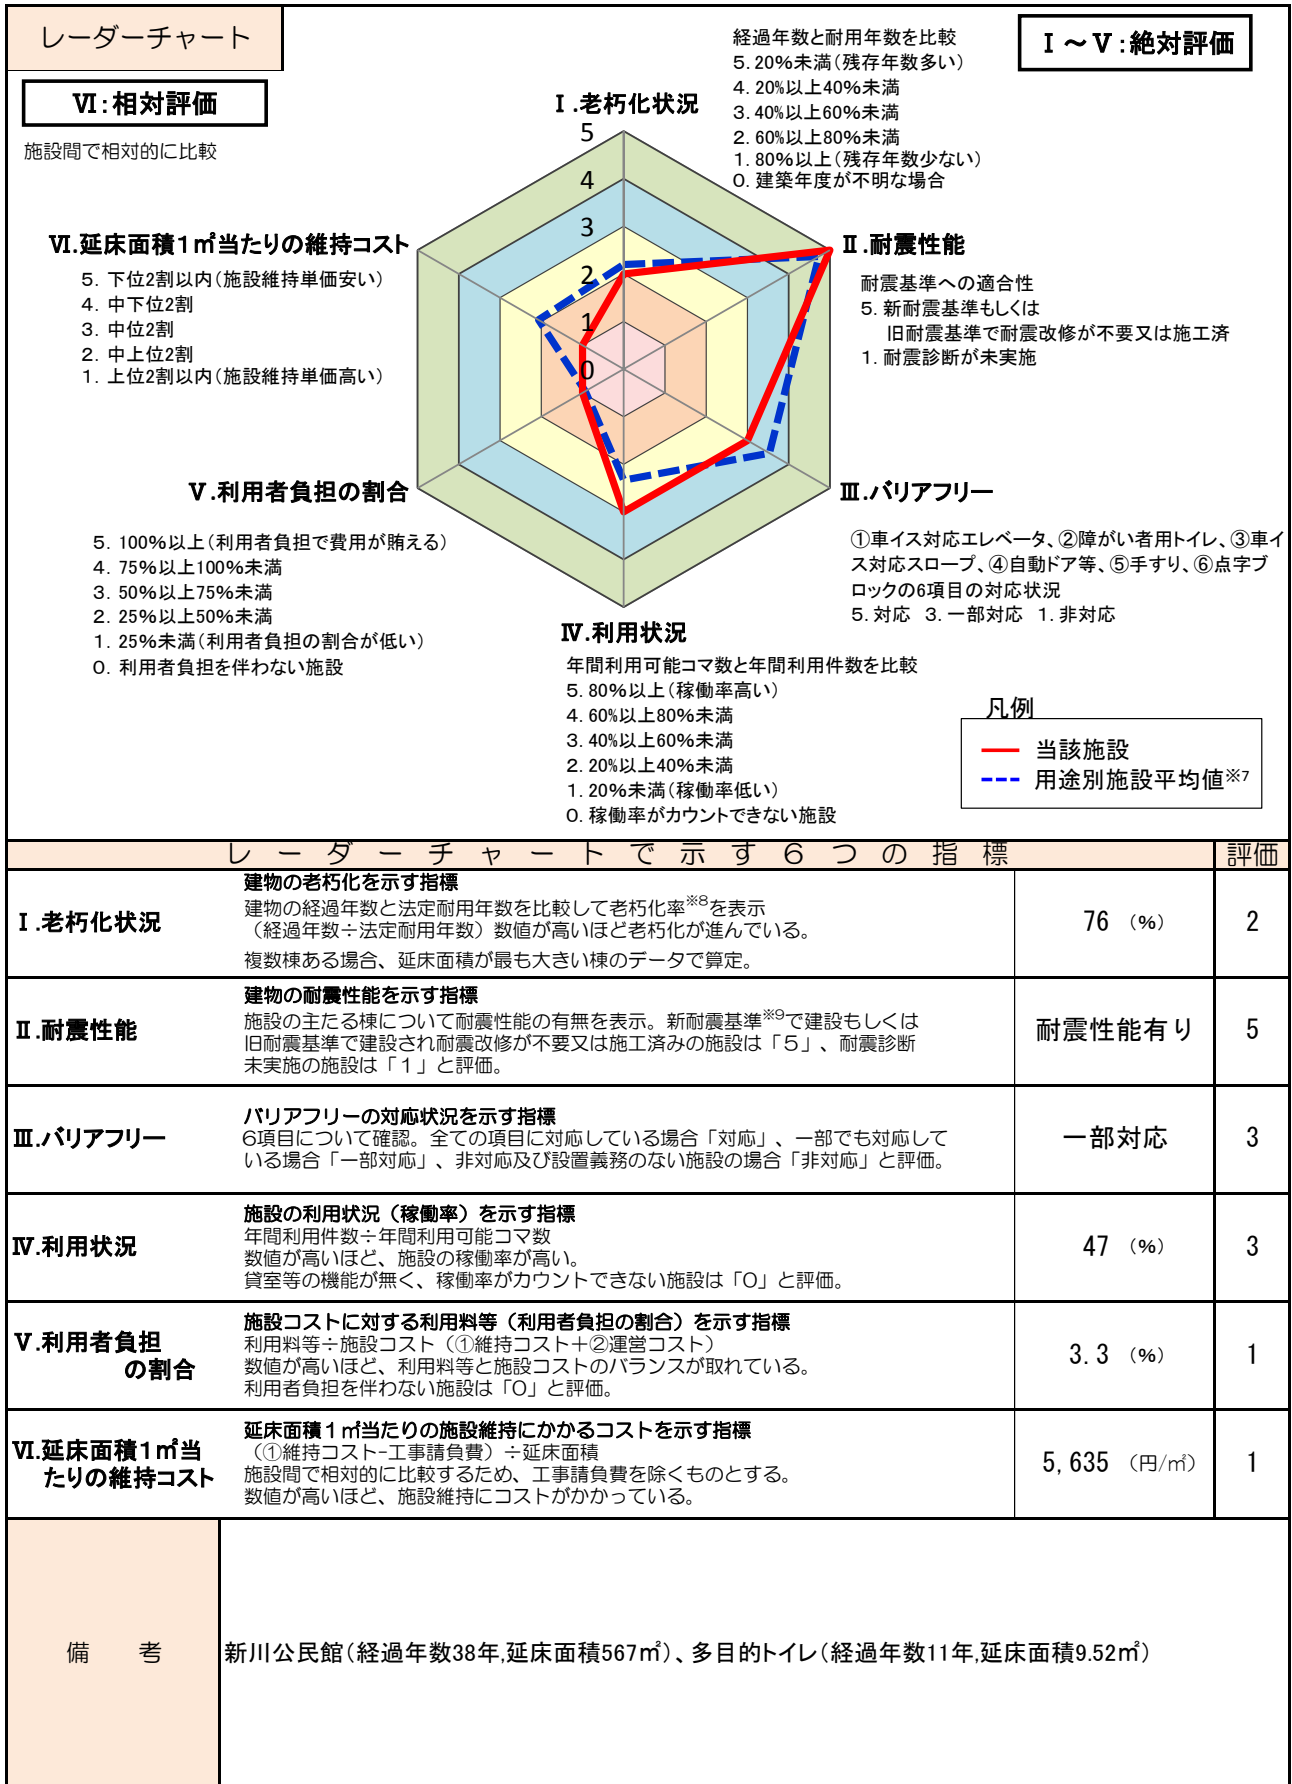 レーダーチャート
Ⅰ～Ⅴ:絶対評価
Ⅵ:相対評価
施設間で相対的に比較
経過年数と耐用年数を比較
5.20%未満(残存年数多い)
4.20%以上40%未満
3.40%以上60%未満
2.60%以上80%未満
1.80%以上(残存年数少ない)
0.建築年度が不明な場合
Ⅰ.老朽化状況
5
4
3
2
1
0
Ⅱ.耐震性能
耐震基準への適合性
5.新耐震基準もしくは
旧耐震基準で耐震改修が不要又は施工済
1.耐震診断が未実施
Ⅵ.延床面積1㎡当たりの維持コスト
5.下位2割以内(施設維持単価安い)
4.中下位2割
3.中位2割
2.中上位2割
1.上位2割以内(施設維持単価高い)
Ⅲ.バリアフリー
①車イス対応エレベータ、②障がい者用トイレ、③車イ
ス対応スロープ、④自動ドア等、⑤手すり、⑥点字ブ
ロックの6項目の対応状況
5.対応 3.一部対応 1.非対応
Ⅴ.利用者負担の割合
5.100%以上(利用者負担で費用が賄える)
4.75%以上100%未満
3.50%以上75%未満
2.25%以上50%未満
1.25%未満(利用者負担の割合が低い)
0.利用者負担を伴わない施設
Ⅳ.利用状況
年間利用可能コマ数と年間利用件数を比較
5.80%以上(稼働率高い)
4.60%以上80%未満
3.40%以上60%未満
2.20%以上40%未満
1.20%未満(稼働率低い)
0.稼働率がカウントできない施設
凡例
当該施設
用途別施設平均値※7
レーダーチャートで示す6つの指標 評価
Ⅰ.老朽化状況
建物の老朽化を示す指標
建物の経過年数と法定耐用年数を比較して老朽化率※8を表示
(経過年数÷法定耐用年数)数値が高いほど老朽化が進んでいる。
複数棟ある場合、延床面積が最も大きい棟のデータで算定。
76 (%) 2
Ⅱ.耐震性能
建物の耐震性能を示す指標
施設の主たる棟について耐震性能の有無を表示。新耐震基準※9で建設もしくは
旧耐震基準で建設され耐震改修が不要又は施工済みの施設は「5」、耐震診断
未実施の施設は「1」と評価。
耐震性能有り 5
Ⅲ.バリアフリー
バリアフリーの対応状況を示す指標
6項目について確認。全ての項目に対応している場合「対応」、一部でも対応して
いる場合「一部対応」、非対応及び設置義務のない施設の場合「非対応」と評価。
一部対応 3
Ⅳ.利用状況
施設の利用状況(稼働率)を示す指標
年間利用件数÷年間利用可能コマ数
数値が高いほど、施設の稼働率が高い。
貸室等の機能が無く、稼働率がカウントできない施設は「0」と評価。
47 (%) 3
Ⅴ.利用者負担
の割合
施設コストに対する利用料等(利用者負担の割合)を示す指標
利用料等÷施設コスト(①維持コスト+②運営コスト)
数値が高いほど、利用料等と施設コストのバランスが取れている。
利用者負担を伴わない施設は「0」と評価。
3.3 (%) 1
Ⅵ.延床面積1㎡当
たりの維持コスト
延床面積1㎡当たりの施設維持にかかるコストを示す指標
(①維持コスト-工事請負費)÷延床面積
施設間で相対的に比較するため、工事請負費を除くものとする。
数値が高いほど、施設維持にコストがかかっている。
5,635 (円/㎡) 1
備 考
新川公民館(経過年数38年,延床面積567㎡)、多目的トイレ(経過年数11年,延床面積9.52㎡)